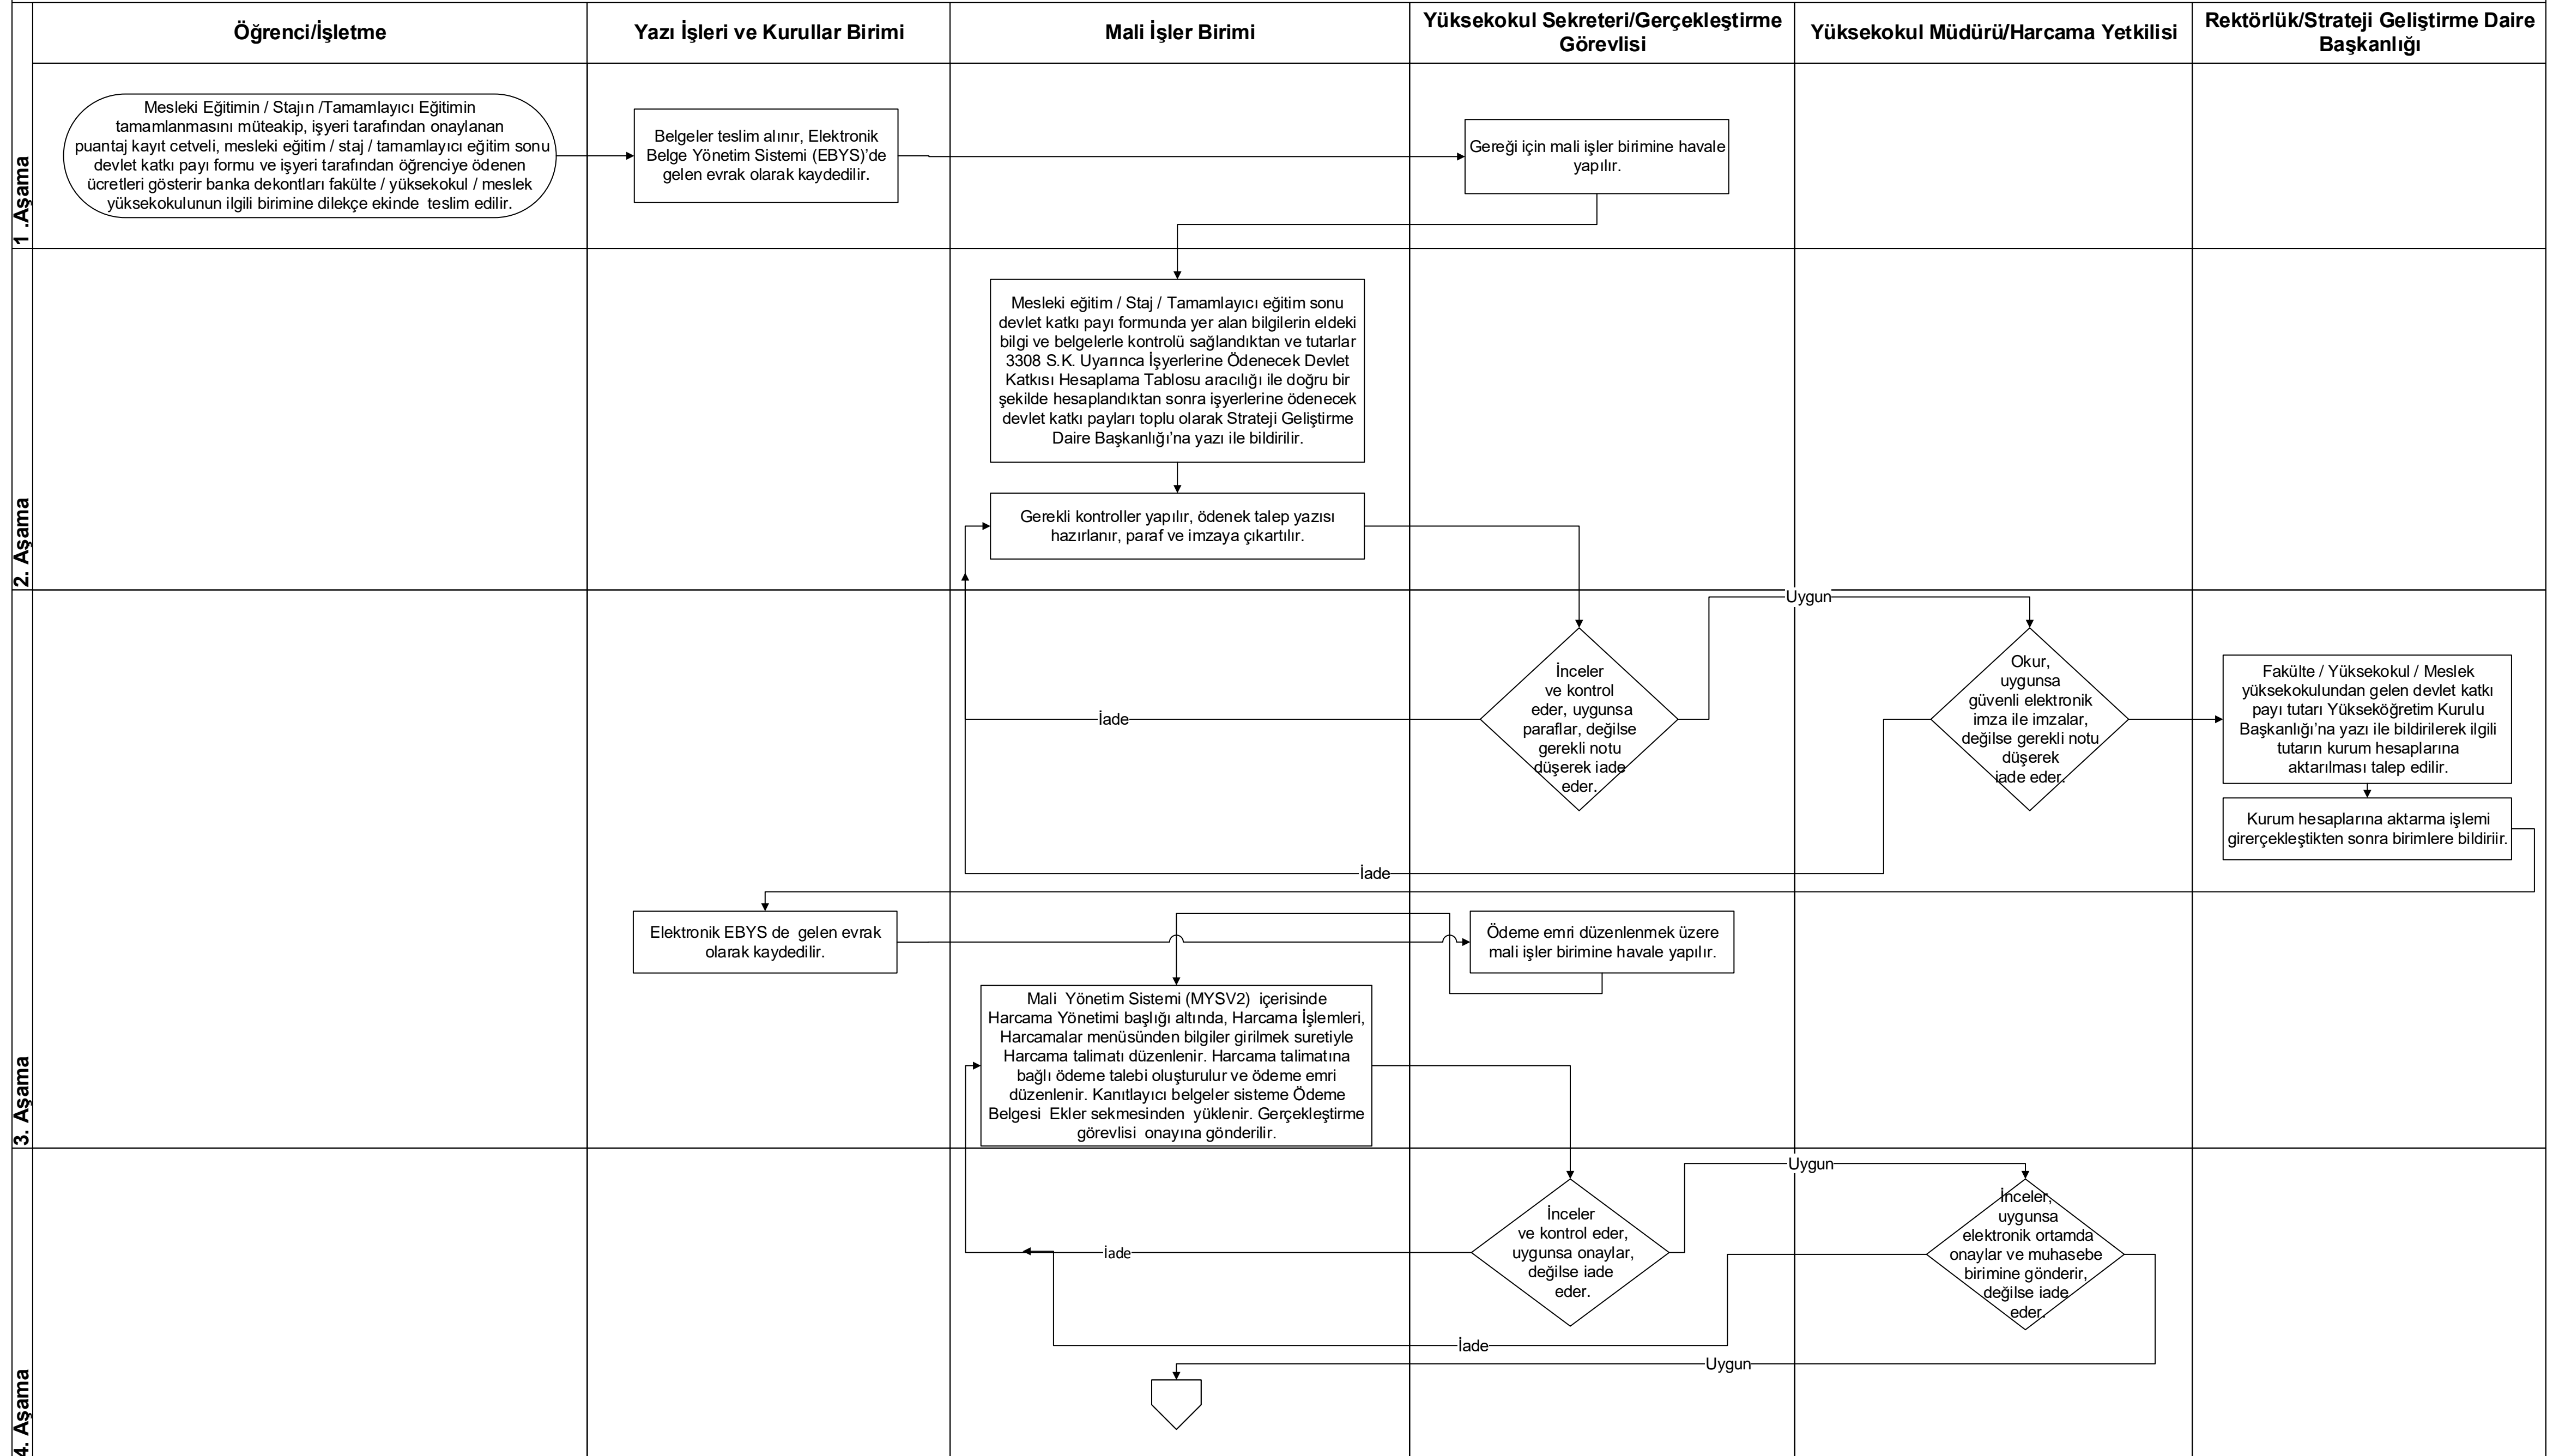 Öğrenci/İşletme
Yazı İşleri ve Kurullar Birimi
Mali İşler Birimi
Yüksekokul Sekreteri/Gerçekleştirme
Görevlisi
Yüksekokul Müdürü/Harcama Yetkilisi
Rektörlük/Strateji Geliştirme Daire
Başkanlığı
1 .Aşama
Mesleki Eğitimin / Stajın /Tamamlayıcı Eğitimin
tamamlanmasını müteakip, işyeri tarafından onaylanan
puantaj kayıt cetveli, mesleki eğitim / staj / tamamlayıcı eğitim sonu
devlet katkı payı formu ve işyeri tarafından öğrenciye ödenen
ücretleri gösterir banka dekontları fakülte / yüksekokul / meslek
yüksekokulunun ilgili birimine dilekçe ekinde teslim edilir.
Belgeler teslim alınır, Elektronik
Belge Yönetim Sistemi (EBYS)’de
gelen evrak olarak kaydedilir.
Gereği için mali işler birimine havale
yapılır.
2. Aşama
Mesleki eğitim / Staj / Tamamlayıcı eğitim sonu
devlet katkı payı formunda yer alan bilgilerin eldeki
bilgi ve belgelerle kontrolü sağlandıktan ve tutarlar
3308 S.K. Uyarınca İşyerlerine Ödenecek Devlet
Katkısı Hesaplama Tablosu aracılığı ile doğru bir
şekilde hesaplandıktan sonra işyerlerine ödenecek
devlet katkı payları toplu olarak Strateji Geliştirme
Daire Başkanlığı’na yazı ile bildirilir.
Gerekli kontroller yapılır, ödenek talep yazısı
hazırlanır, paraf ve imzaya çıkartılır.
3. Aşama
Uygun
İade
İnceler
ve kontrol
eder, uygunsa
paraflar, değilse
gerekli notu
düşerek iade
eder.
Okur,
uygunsa
güvenli elektronik
imza ile imzalar,
değilse gerekli notu
düşerek
iade eder.
Fakülte / Yüksekokul / Meslek
yüksekokulundan gelen devlet katkı
payı tutarı Yükseköğretim Kurulu
Başkanlığı’na yazı ile bildirilerek ilgili
tutarın kurum hesaplarına
aktarılması talep edilir.
Kurum hesaplarına aktarma işlemi
girerçekleştikten sonra birimlere bildiriir.
İade
Elektronik EBYS de gelen evrak
olarak kaydedilir.
Ödeme emri düzenlenmek üzere
mali işler birimine havale yapılır.
Mali Yönetim Sistemi (MYSV2) içerisinde
Harcama Yönetimi başlığı altında, Harcama İşlemleri,
Harcamalar menüsünden bilgiler girilmek suretiyle
Harcama talimatı düzenlenir. Harcama talimatına
bağlı ödeme talebi oluşturulur ve ödeme emri
düzenlenir. Kanıtlayıcı belgeler sisteme Ödeme
Belgesi Ekler sekmesinden yüklenir. Gerçekleştirme
görevlisi onayına gönderilir.
4. Aşama
Uygun
İade
İnceler
ve kontrol eder,
uygunsa onaylar,
değilse iade
eder.
İnceler,
uygunsa
elektronik ortamda
onaylar ve muhasebe
birimine gönderir,
değilse iade
eder.
İade
Uygun